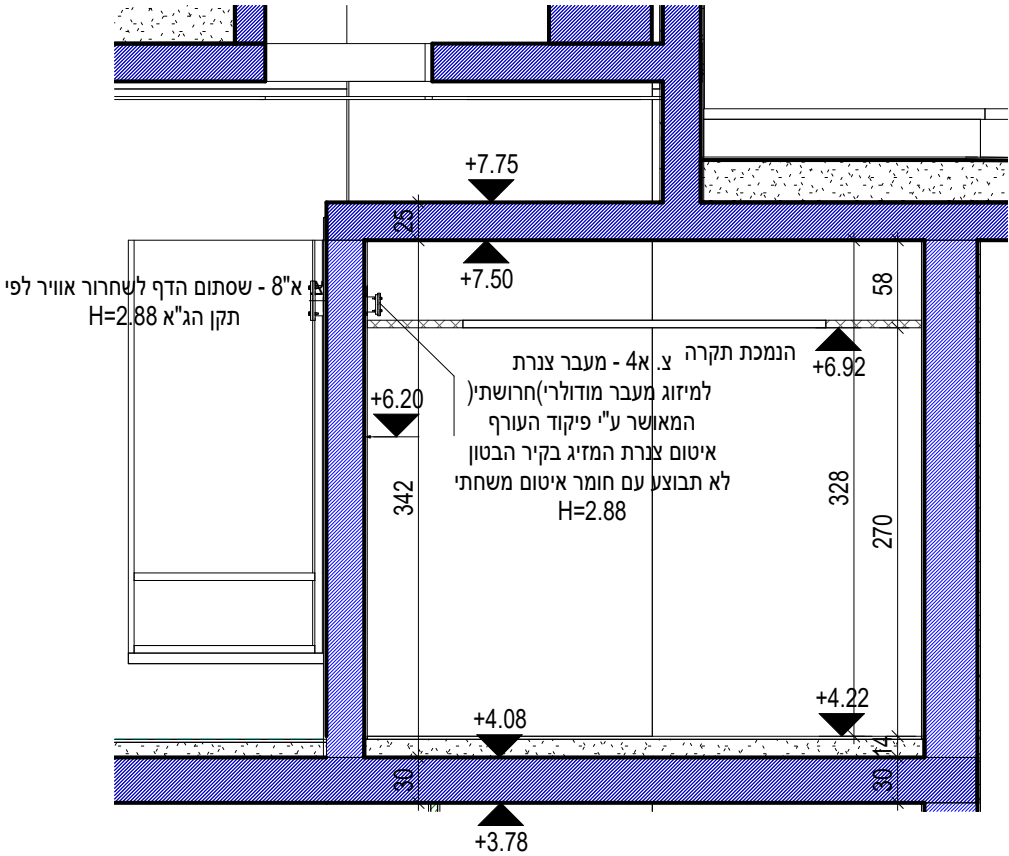 +7.75
25
+7.50
58
צ. א"8 - שסתום הדף לשחרור אוויר לפי
תקן הג"א H=2.88
הנמכת תקרה
+6.92
צ. א4 - מעבר צנרת
למיזוג מעבר מודולרי)חרושתי(
המאושר ע"י פיקוד העורף
איטום צנרת המזיג בקיר הבטון
לא תבוצע עם חומר איטום משחתי
H=2.88
+6.20
342
328
270
+4.22
+4.08
14
30
30
+3.78